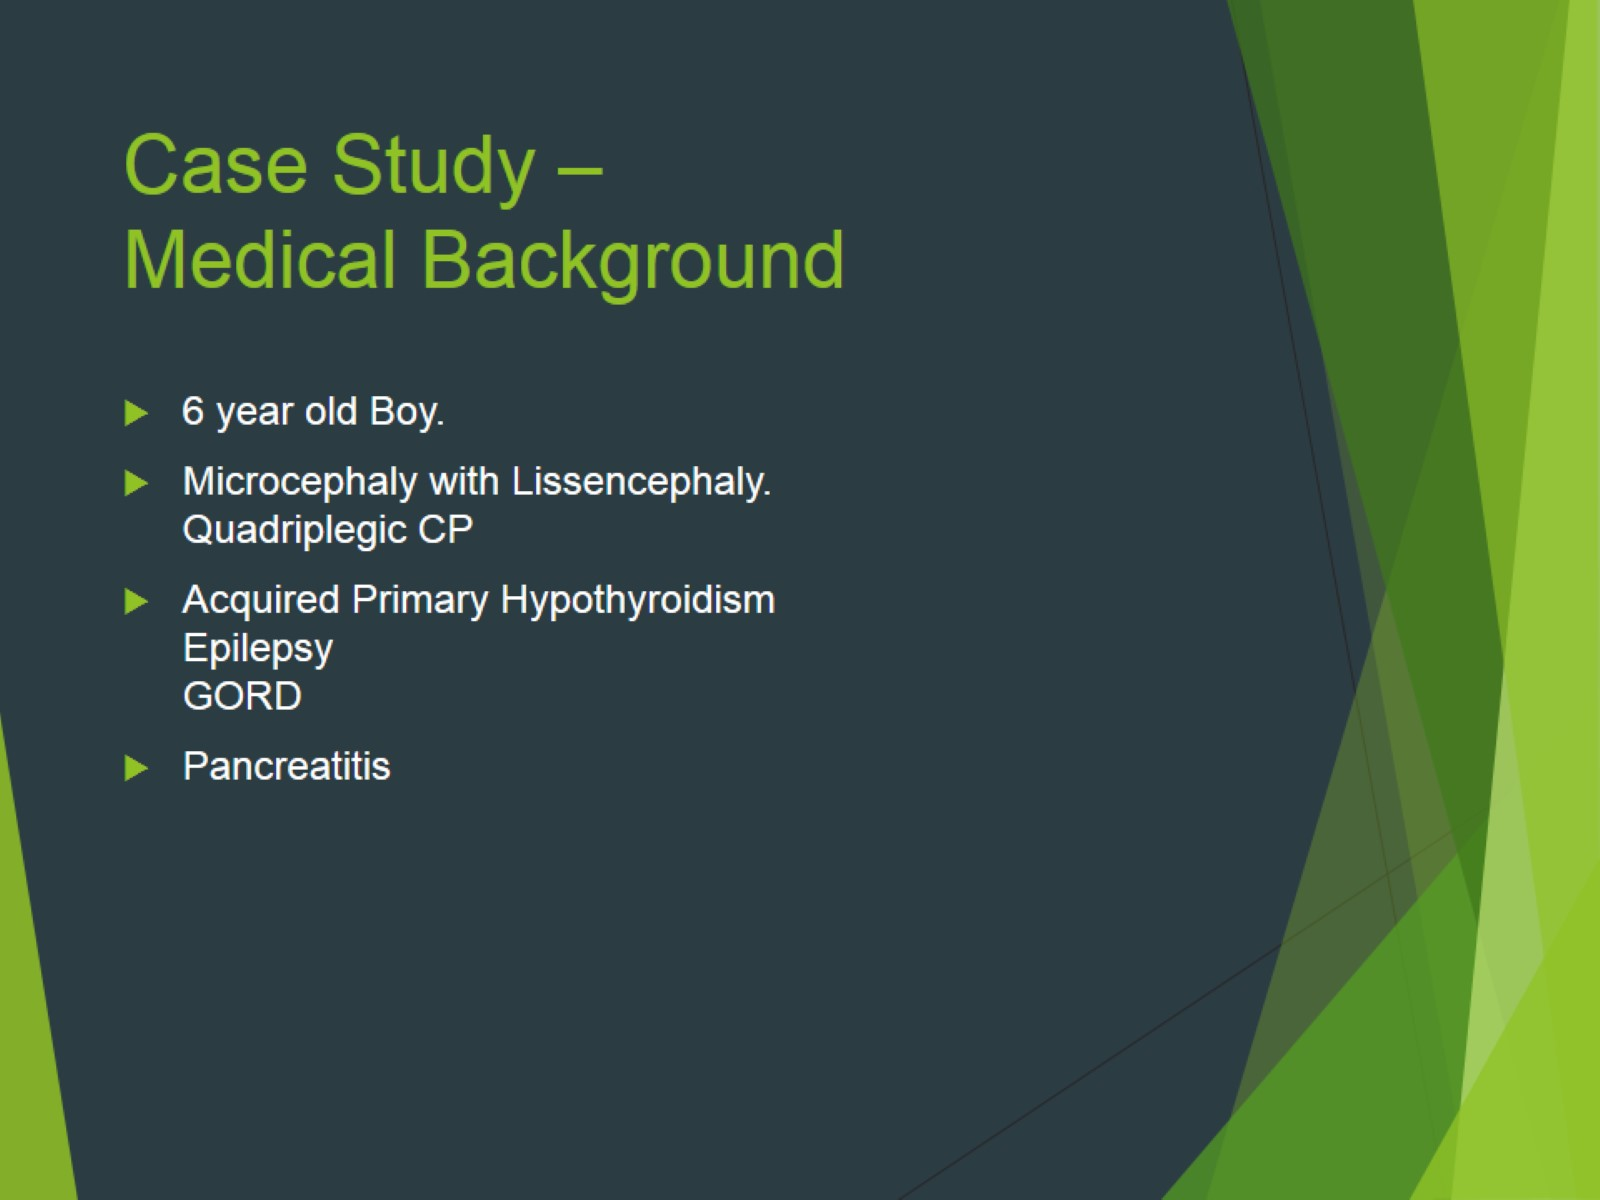 Case Study –
Medical Background
6 year old Boy.
Microcephaly with Lissencephaly.
Quadriplegic CP
Acquired Primary Hypothyroidism
Epilepsy
GORD
Pancreatitis